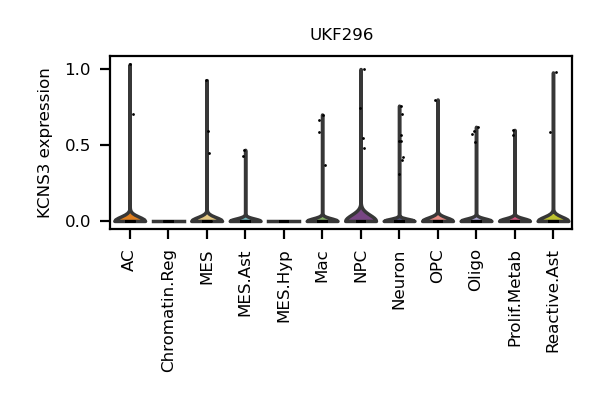 UKF296
KCNS3 expression
1.0
0.5
0.0
AC
Chromatin.Reg
MES
MES.Ast
MES.Hyp
Mac
NPC
Neuron
OPC
Oligo
Prolif.Metab
Reactive.Ast